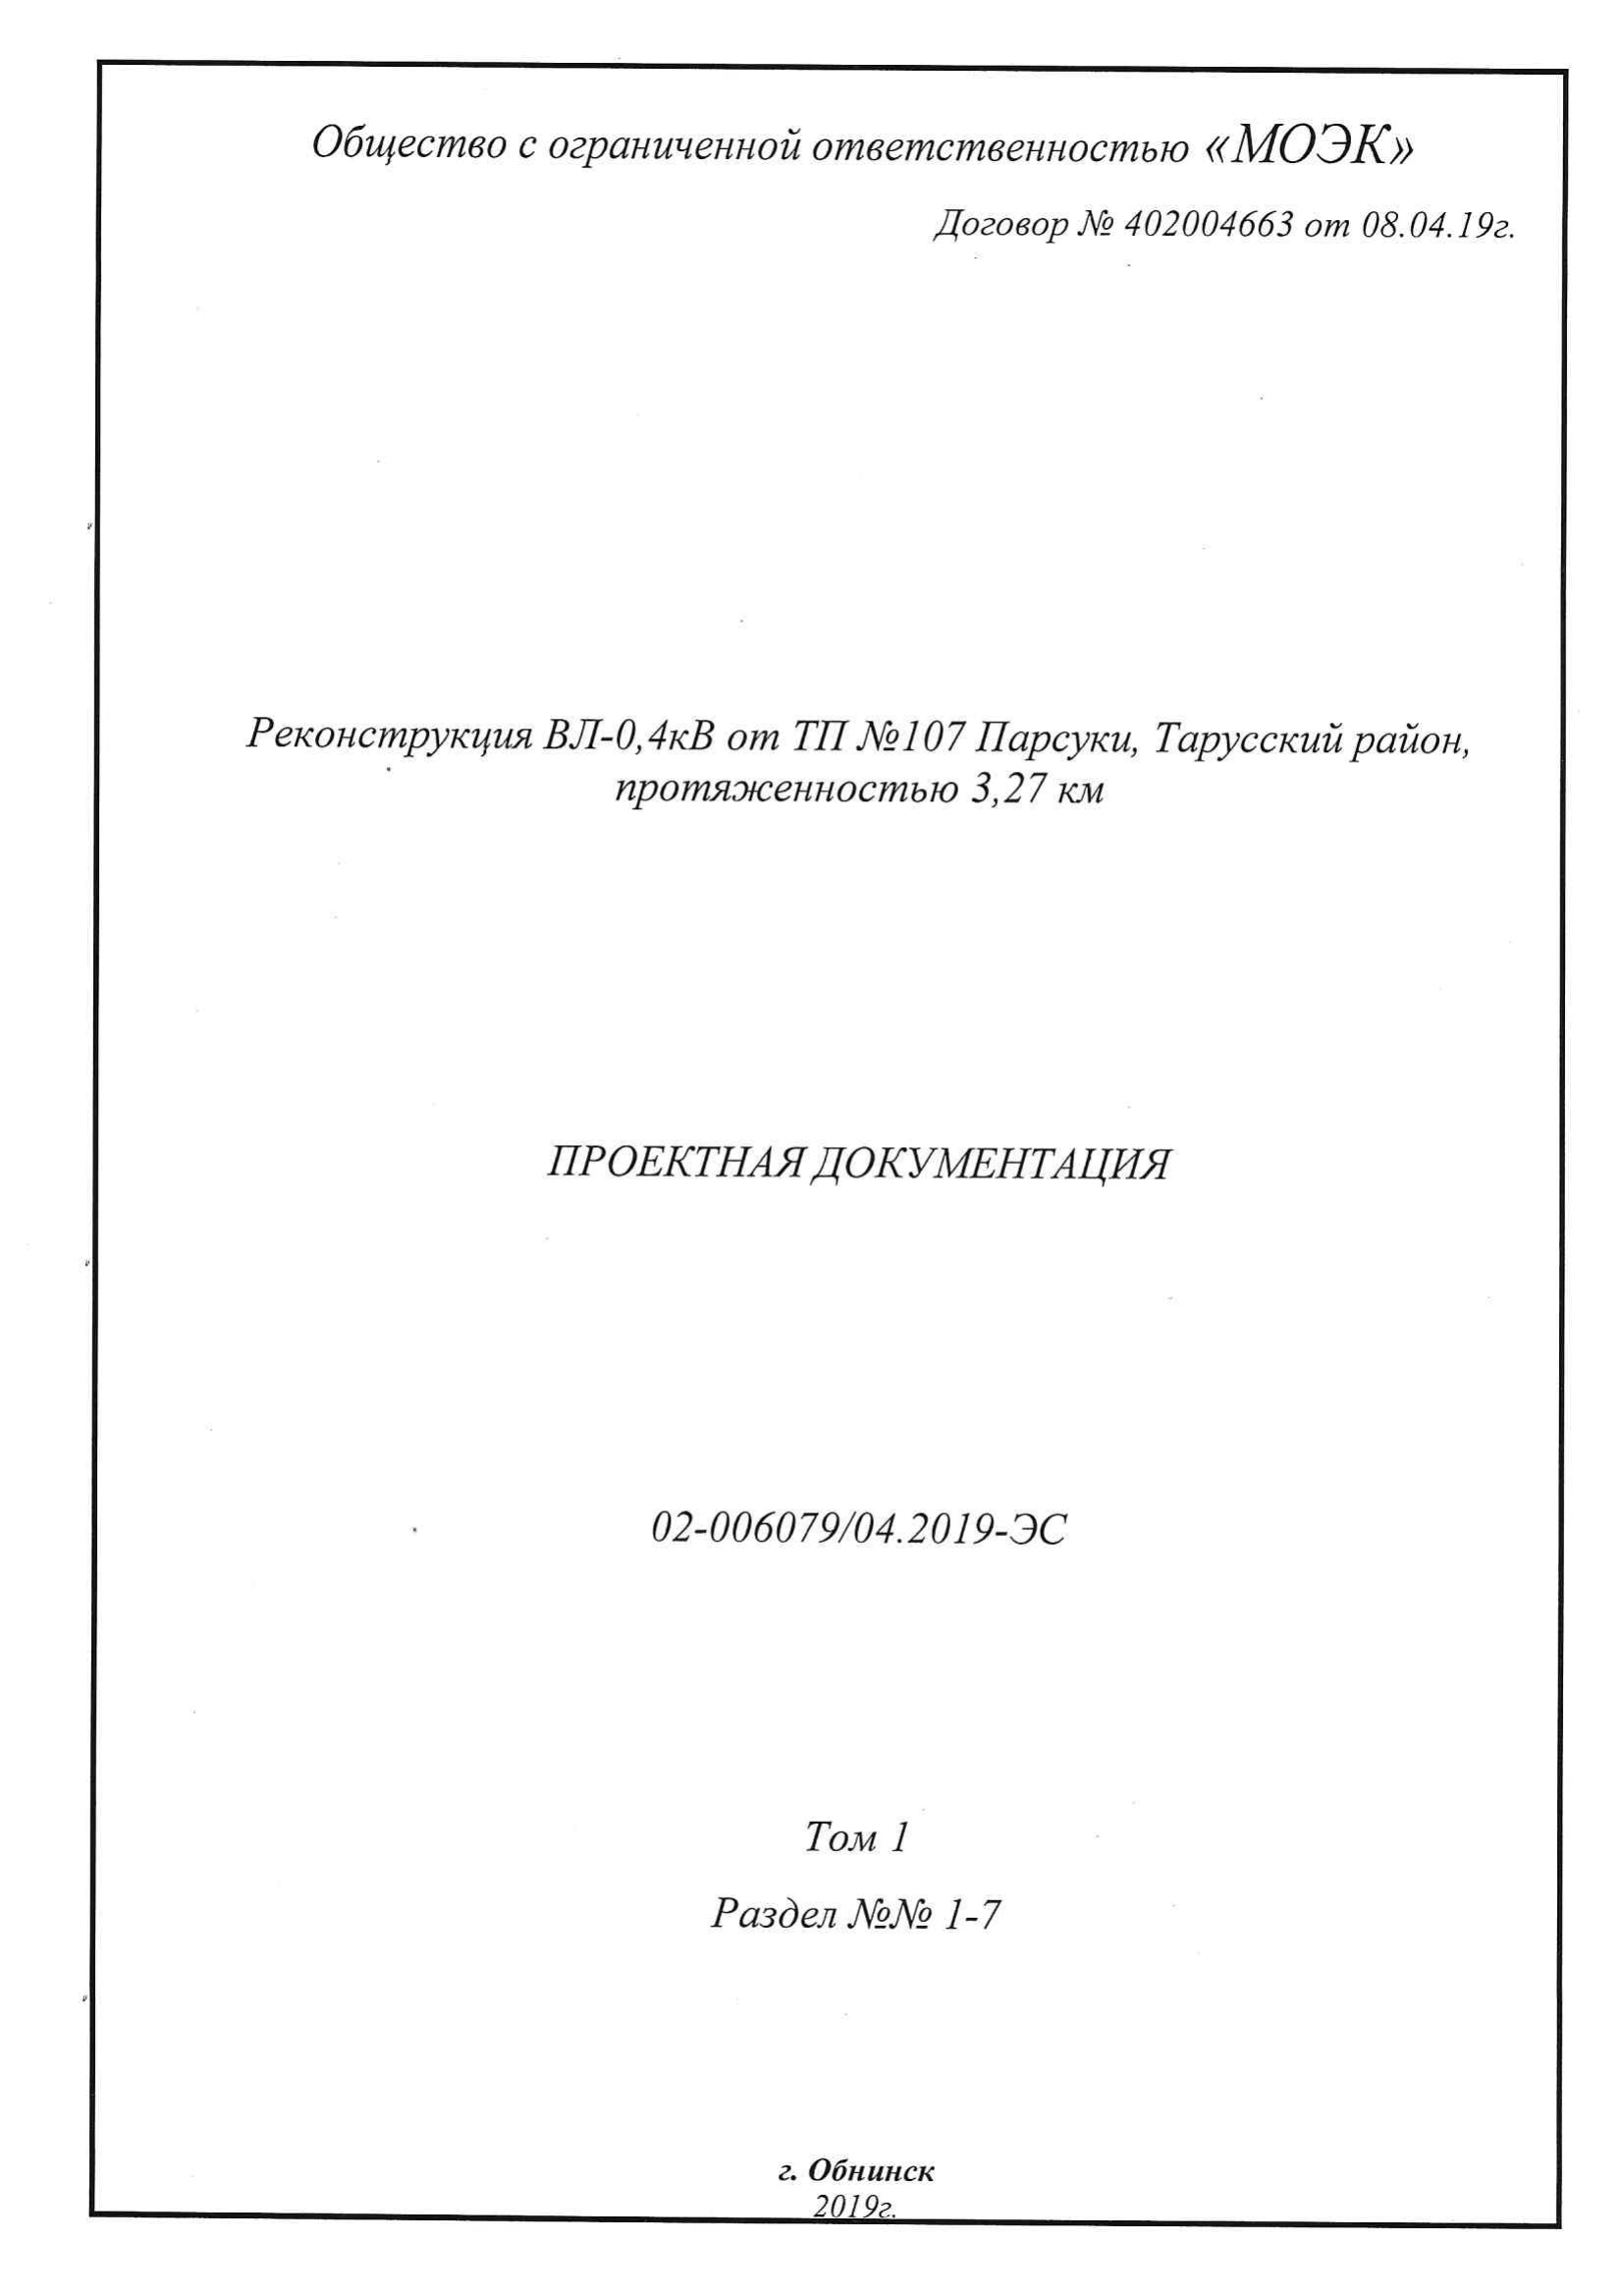 Общество с ограниченной ответственностью «МОЭК»
Договор № 402004663 от 08.04.19г.
Реконструкция ВЛ-0,4кВ от ТП №107 Парсуки, Тарусский район,
протяженностью 3,27 км
ПРОЕКТНАЯ ДОКУМЕНТАЦИЯ
02-006079/04.2019-ЭС
Том 1
Раздел №№ 1-7
г. Обнинск
2019г.